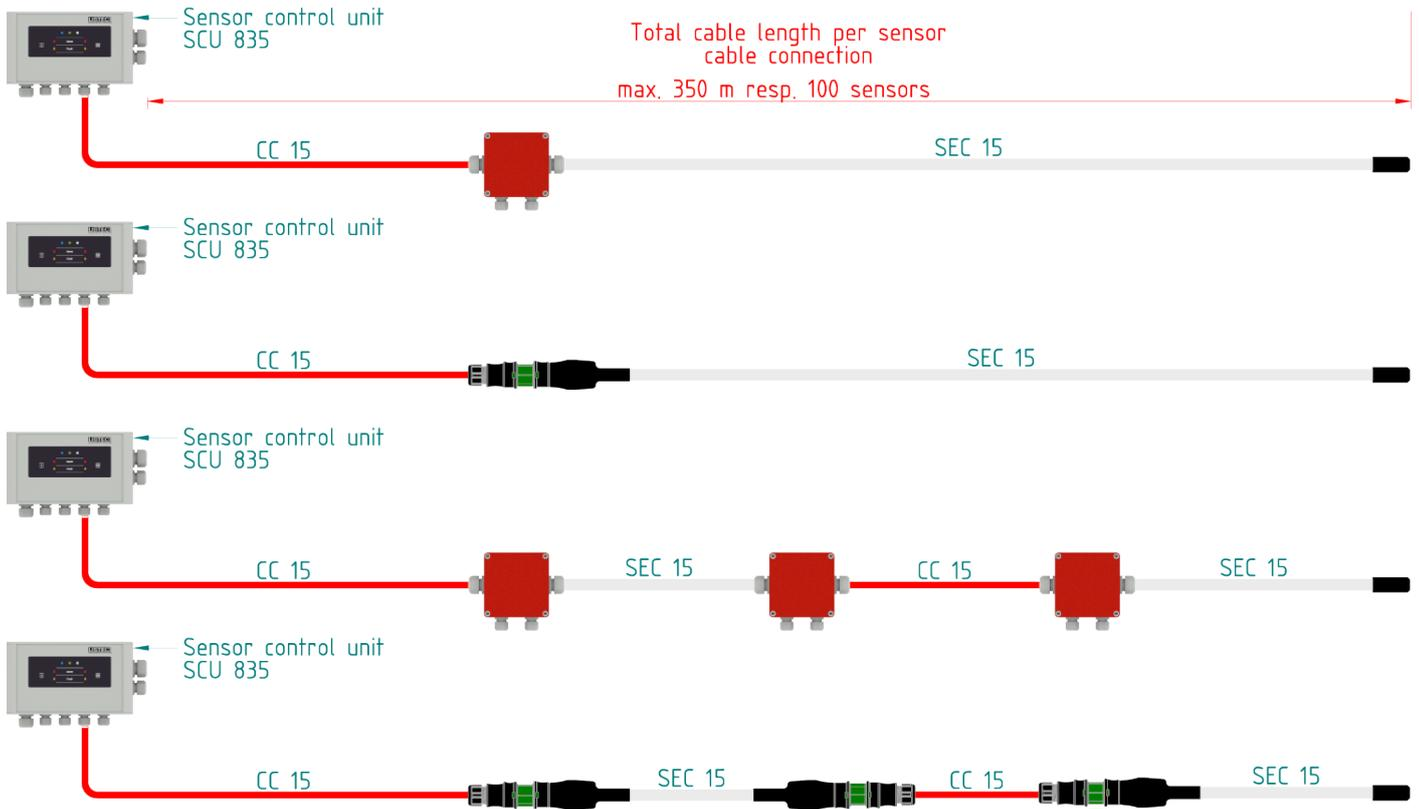 Sensor control unit
SCU 835
Total cable length per sensor
cable connection
max. 350 m resp. 100 sensors
CC 15
SEC 15
Sensor control unit
SCU 835
CC 15
SEC 15
Sensor control unit
SCU 835
CC 15
SEC 15
CC 15
SEC 15
Sensor control unit
SCU 835
CC 15
SEC 15
CC 15
SEC 15